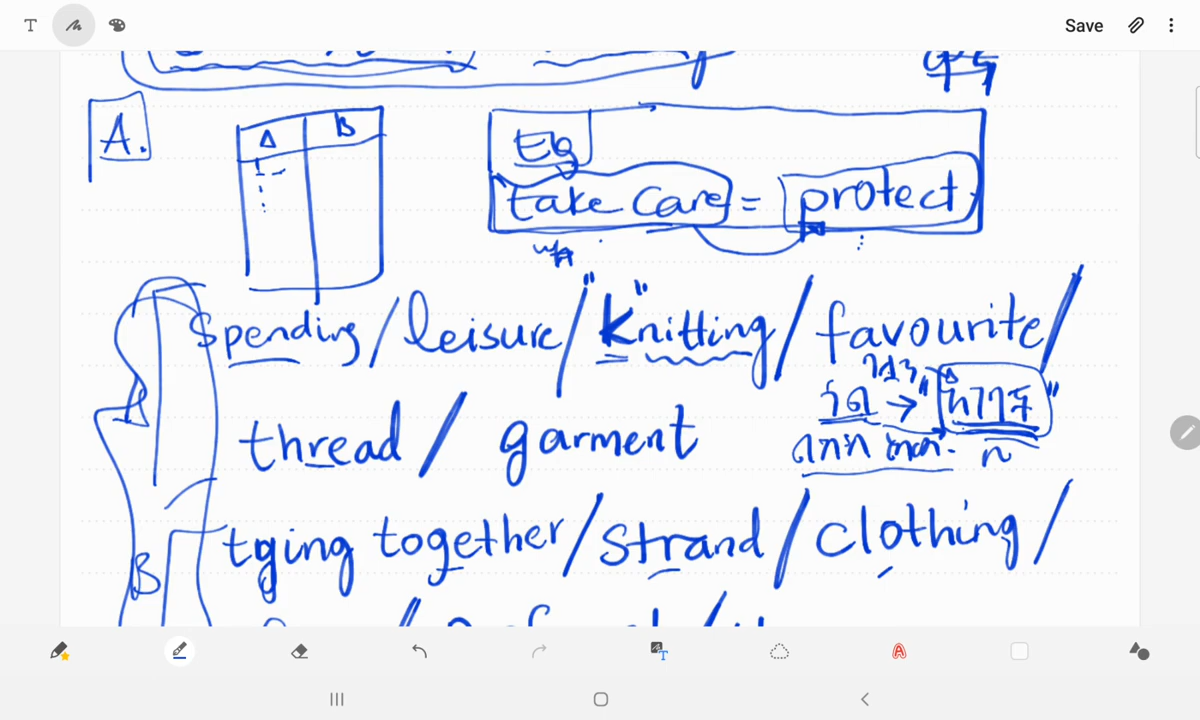 T Save
A.
A B
Eg
take care = protect
Spending/leisure/"Knitting/favourite/
thread/ garment
tying together/strand/clothing/
A
B